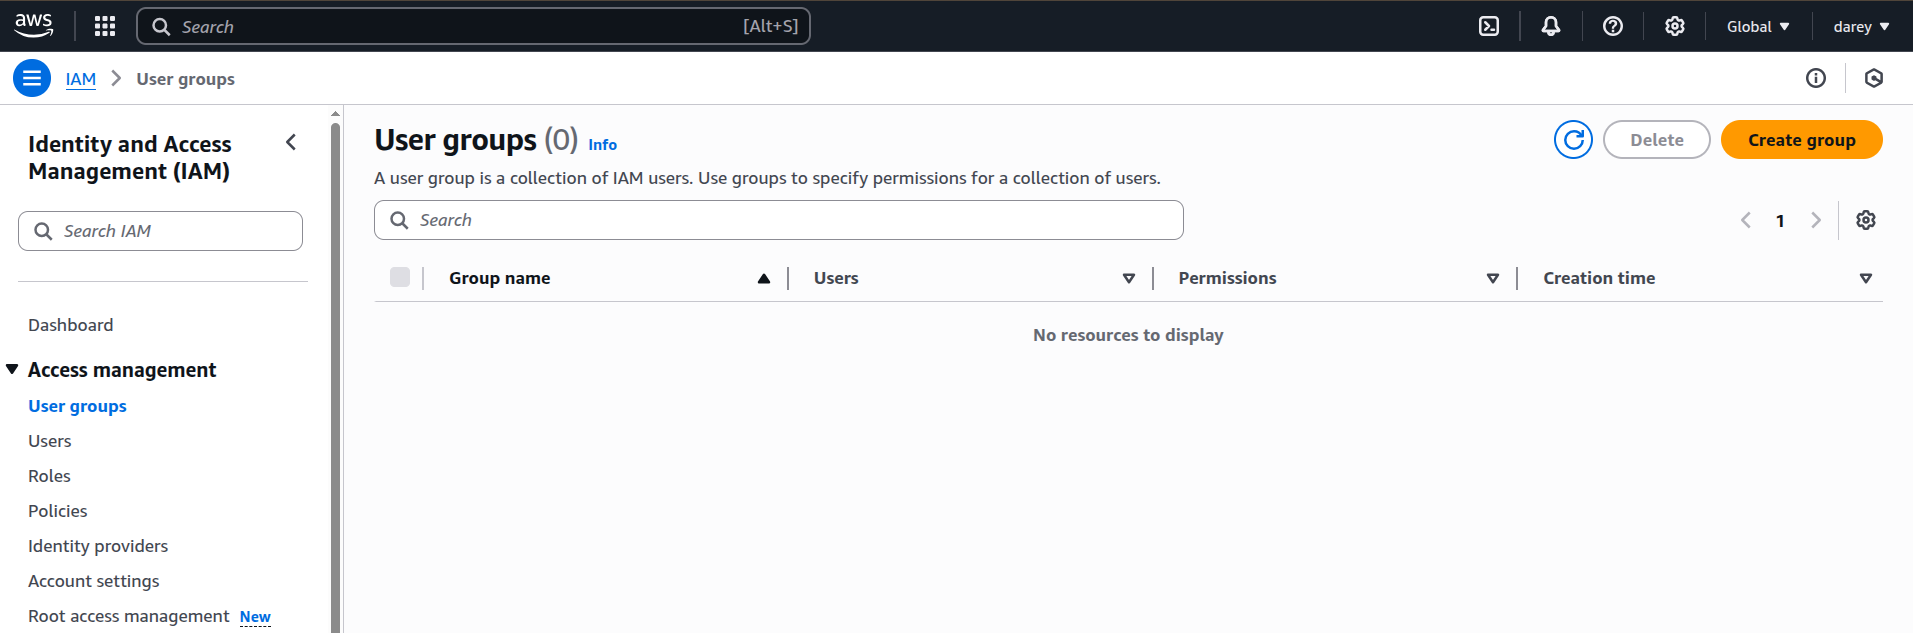 aws
Search [Alt+S]
Global
darey
IAM
User groups
Identity and Access
Management (IAM)
Search IAM
Dashboard
Access management
User groups
Users
Roles
Policies
Identity providers
Account settings
Root access management New
User groups (0) Info
Delete
Create group
A user group is a collection of IAM users. Use groups to specify permissions for a collection of users.
Search
1
Group name Users Permissions Creation time
No resources to display